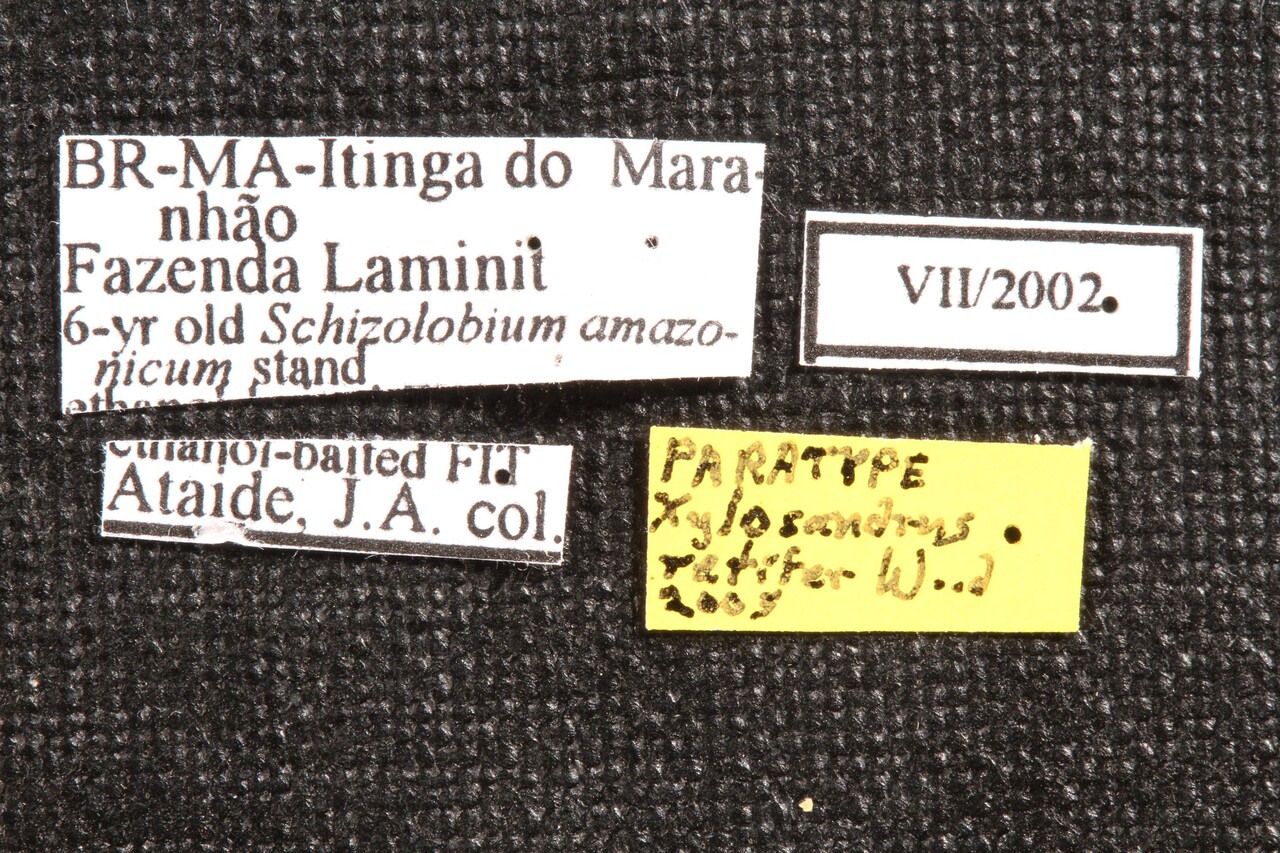 BR-MA-Itinga do Mara-
nhão
Fazenda Laminit
6-yr old Schizolobium amazo-
nicum stand
ethanol-baited FIT
Ataide, J.A. col.
VII/2002
PARATYPE
Xylosandrus
retifer W..d